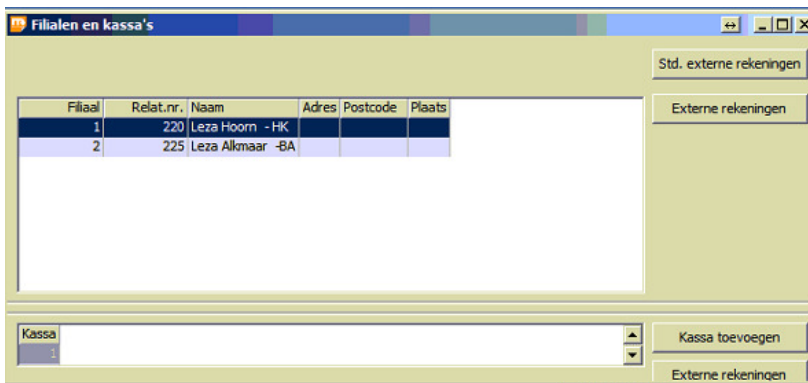 Filialen en kassa's
Std. externe rekeningen
Externe rekeningen
Filiaal Relat.nr. Naam Adres Postcode Plaats
1 220 Leza Hoorn - HK
2 225 Leza Alkmaar -BA
Kassa
1
Kassa toevoegen
Externe rekeningen